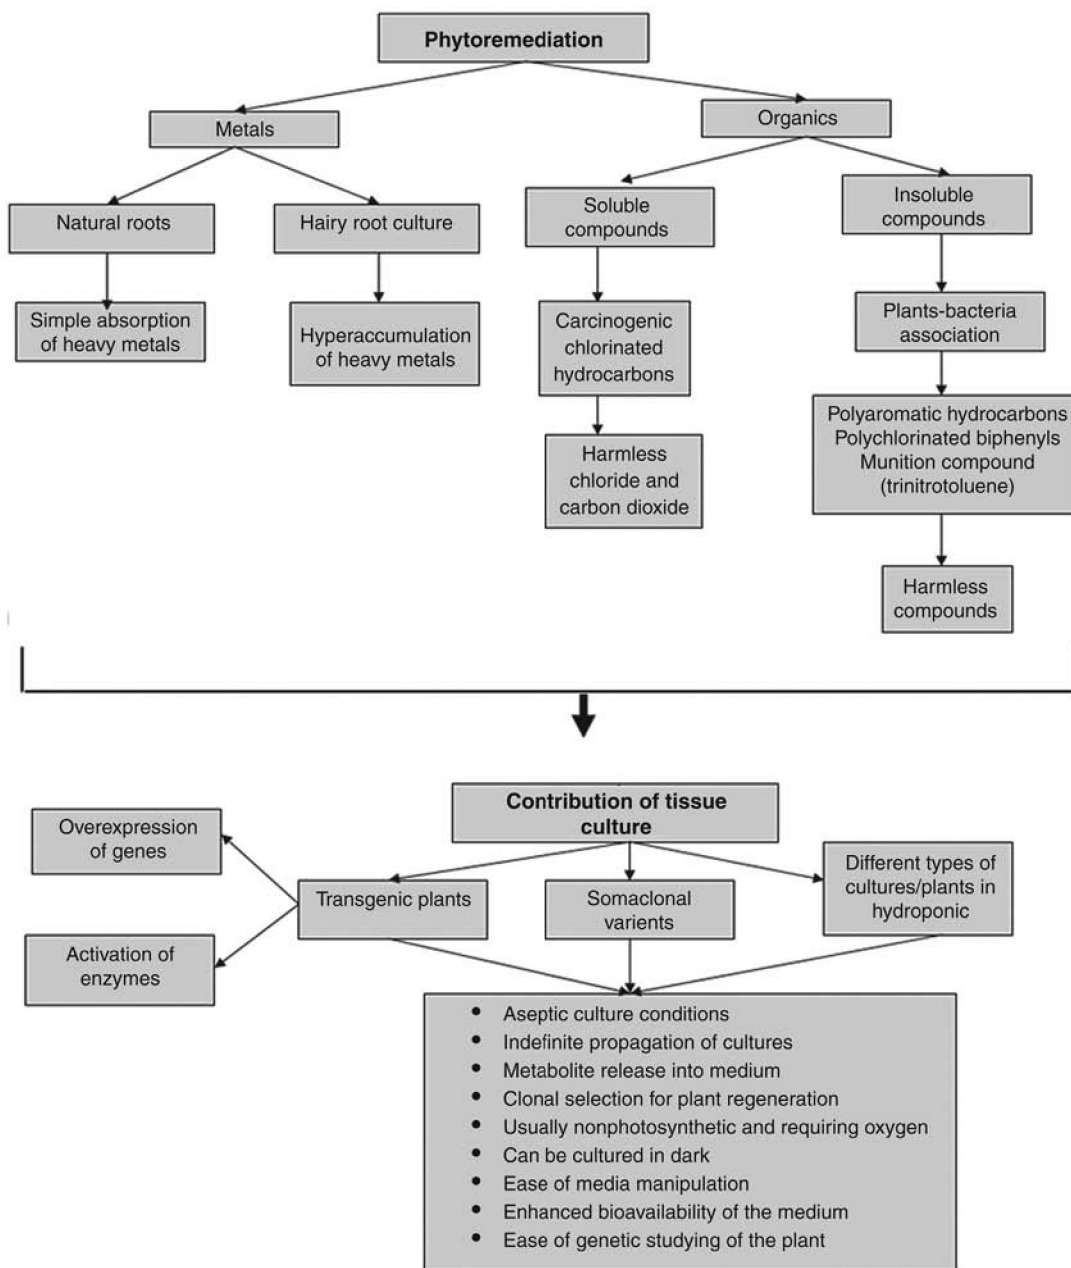 Phytoremediation
Metals
Organics
Natural roots
Hairy root culture
Soluble
compounds
Insoluble
compounds
Simple absorption
of heavy metals
Hyperaccumulation
of heavy metals
Carcinogenic
chlorinated
hydrocarbons
Plants-bacteria
association
Harmless
chloride and
carbon dioxide
Polyaromatic hydrocarbons
Polychlorinated biphenyls
Munition compound
(trinitrotoluene)
Harmless
compounds
Contribution of tissue
culture
Overexpression
of genes
Activation of
enzymes
Transgenic plants
Somaclonal
varients
Different types of
cultures/plants in
hydroponic
• Aseptic culture conditions
• Indefinite propagation of cultures
• Metabolite release into medium
• Clonal selection for plant regeneration
• Usually nonphotosynthetic and requiring oxygen
• Can be cultured in dark
• Ease of media manipulation
• Enhanced bioavailability of the medium
• Ease of genetic studying of the plant